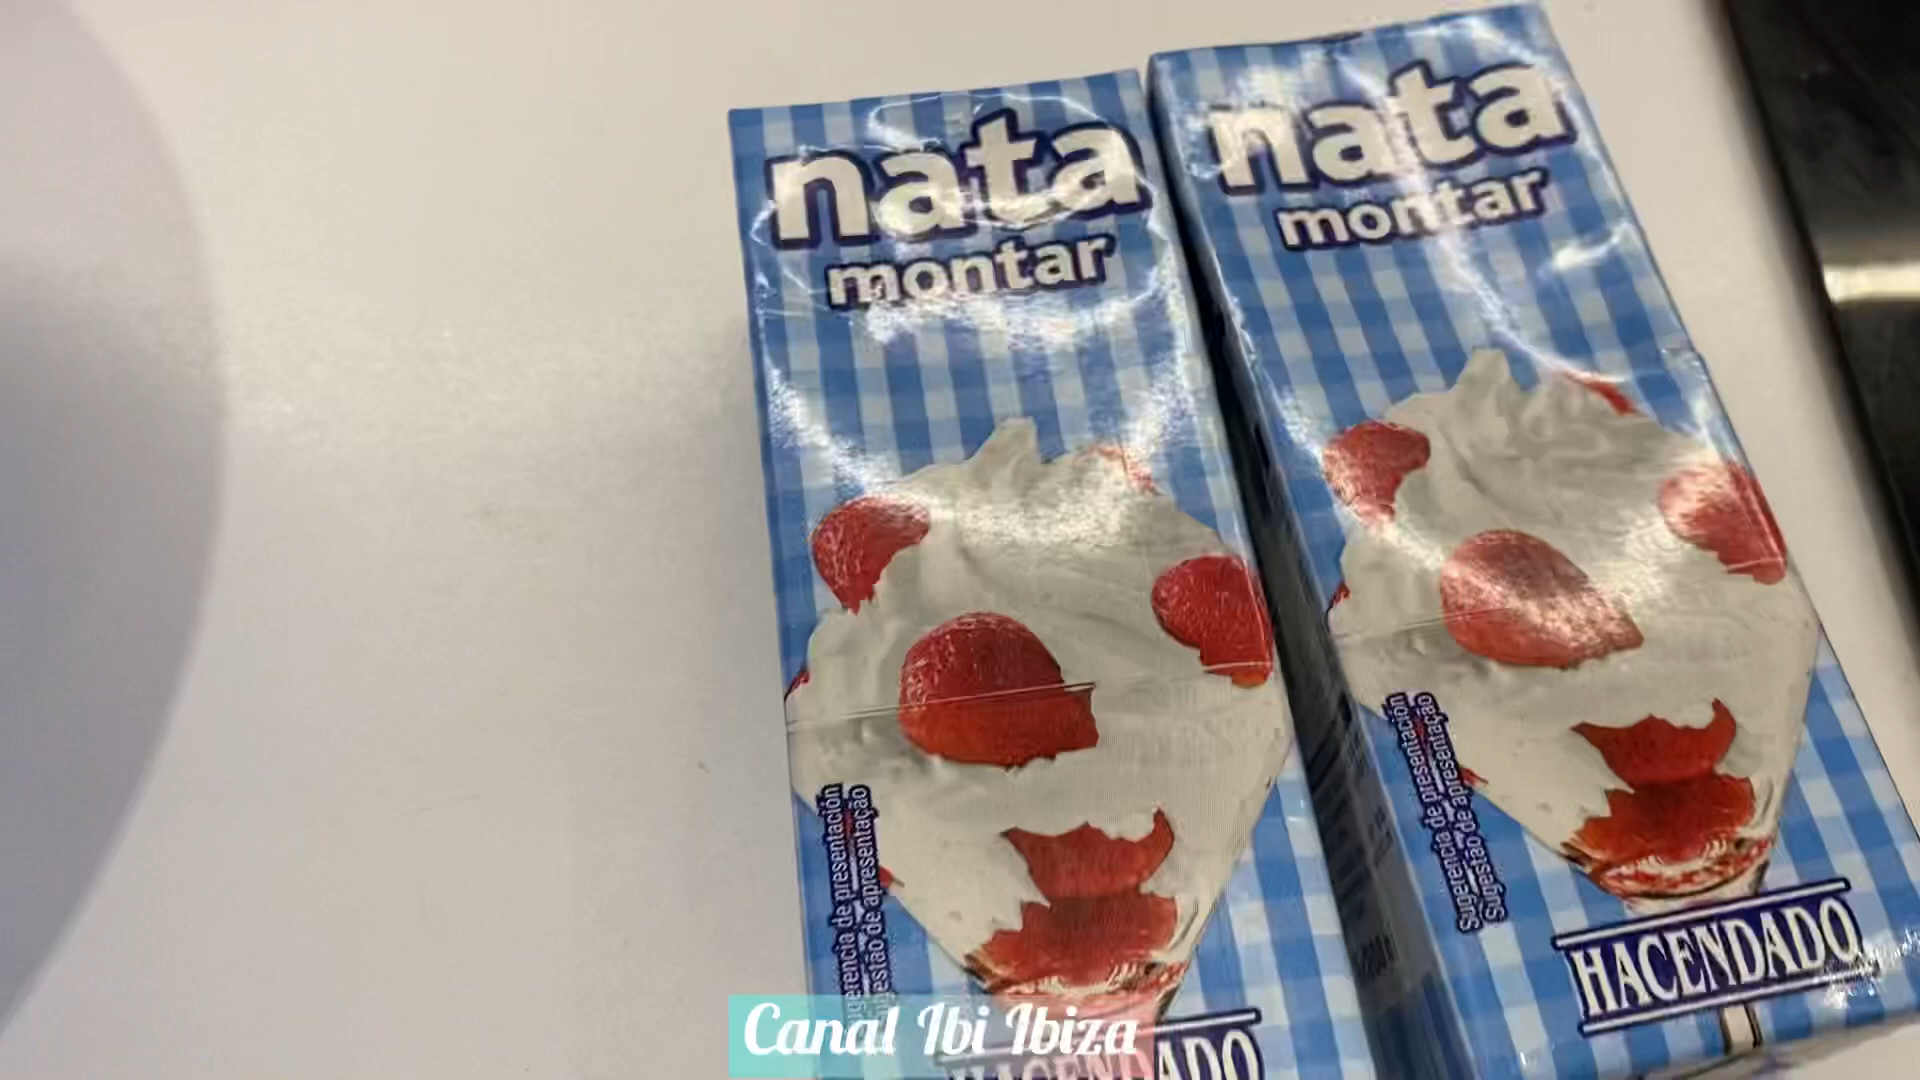 nata
montar
Sugerencia de presentación
Sugestão de apresentação
HACENDADO
nata
montar
Sugerencia de presentación
Sugestão de apresentação
HACENDADO
Canal Ibi Ibiza